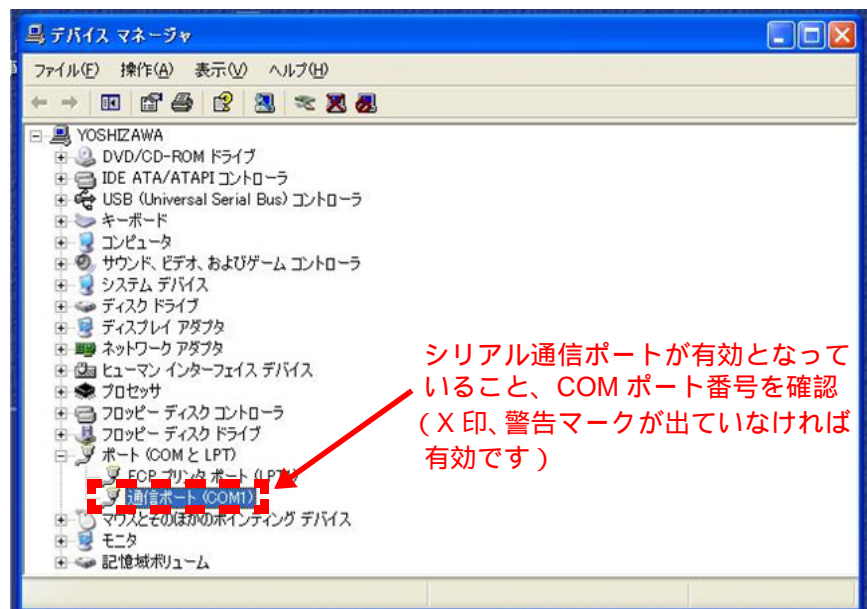 デバイス マネージャ
ファイル(F) 操作(A) 表示(V) ヘルプ(H)
YOSHIZAWA
DVD/CD-ROM ドライブ
IDE ATA/ATAPI コントローラ
USB (Universal Serial Bus) コントローラ
キーボード
コンピュータ
サウンド、ビデオ、およびゲーム コントローラ
システム デバイス
ディスク ドライブ
ディスプレイ アダプタ
ネットワーク アダプタ
ヒューマン インターフェイス デバイス
プロセッサ
フロッピー ディスク コントローラ
フロッピー ディスク ドライブ
ポート (COM と LPT)
ECP プリンタ ポート (LPT1)
通信ポート (COM1)
マウスとそのほかのポインティング デバイス
モニタ
記憶域ボリューム
シリアル通信ポートが有効となって
いること、COM ポート番号を確認
(X 印、警告マークが出ていなければ
有効です)